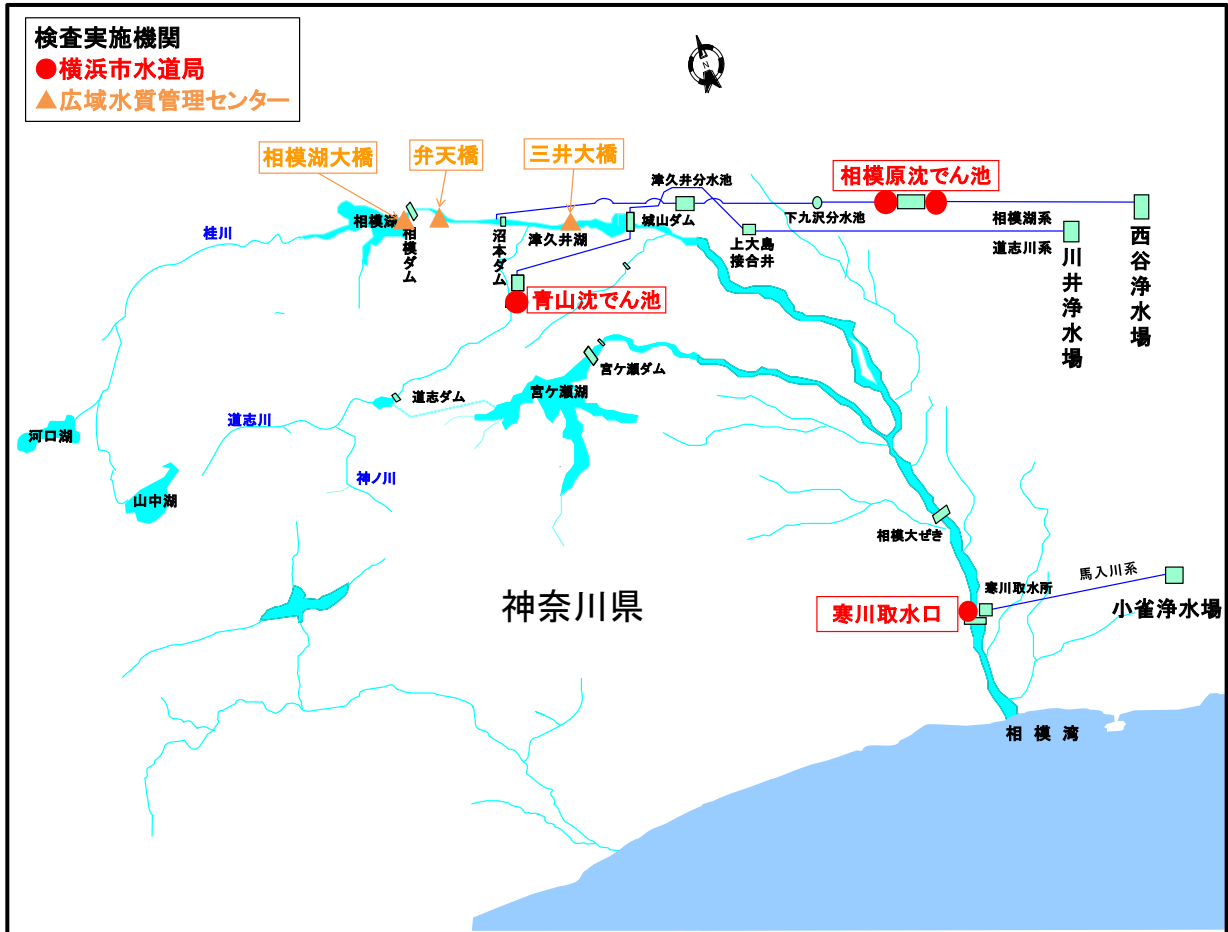 検査実施機関
●横浜市水道局
▲広域水質管理センター
N
相模湖大橋
弁天橋
三井大橋
津久井分水池
相模原沈でん池
相模湖
相模ダム
沼本ダム
津久井湖
城山ダム
上大島
接合井
下九沢分水池
相模湖系
道志川系
川井浄水場
西谷浄水場
桂川
青山沈でん池
宮ケ瀬ダム
宮ケ瀬湖
道志ダム
道志川
河口湖
神ノ川
山中湖
相模大ぜき
神奈川県
寒川取水所
馬入川系
寒川取水口
小雀浄水場
相模湾